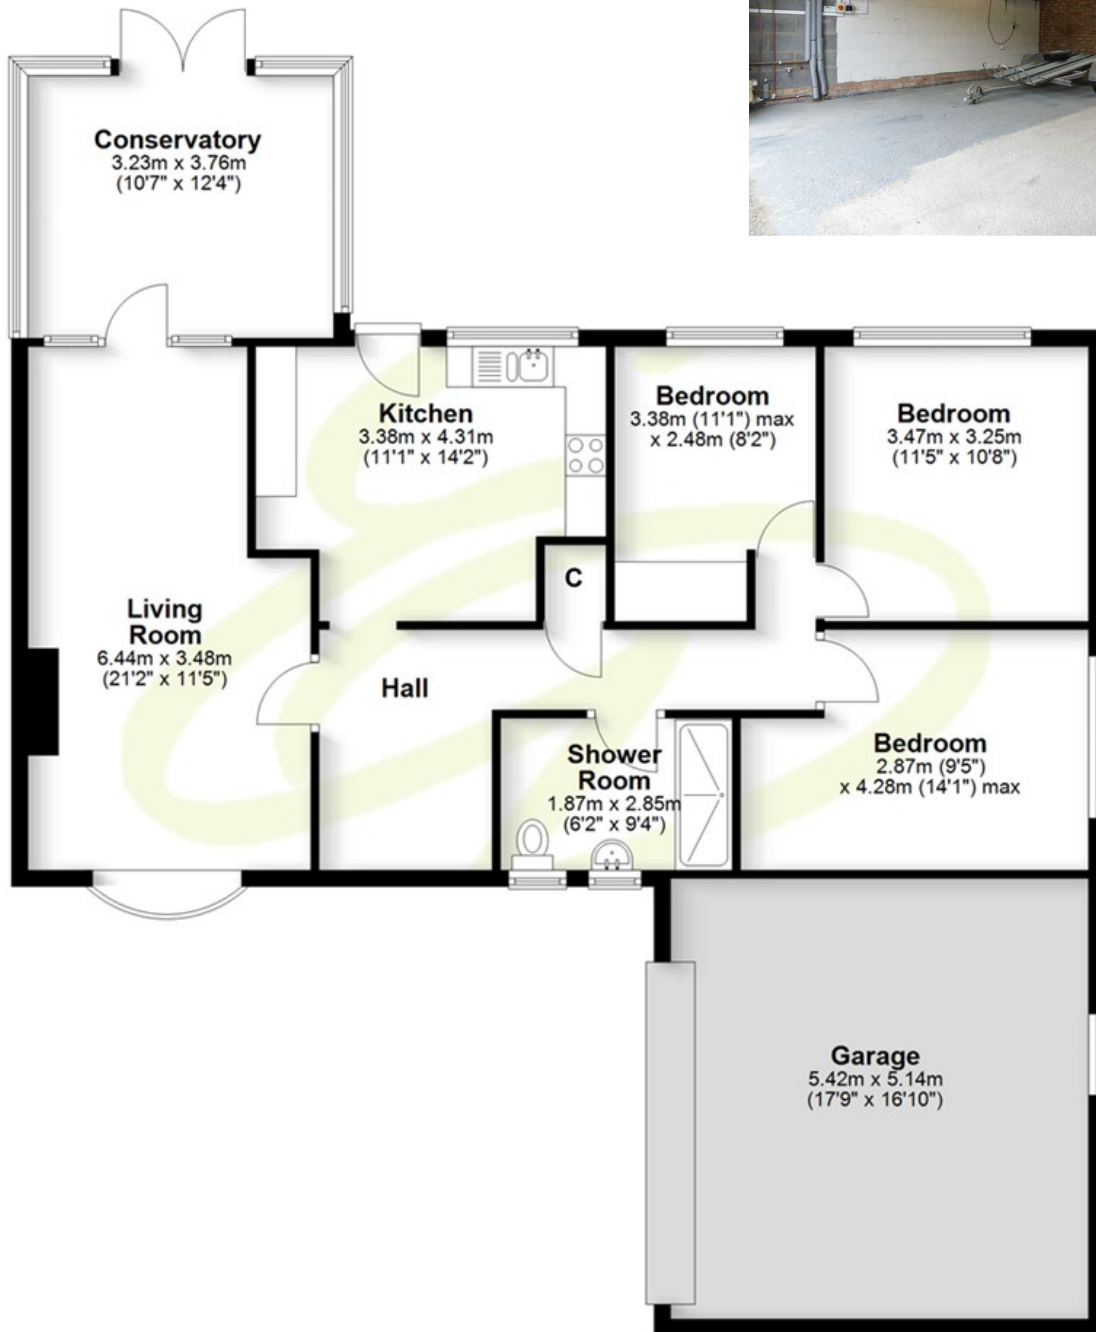 Conservatory
3.23m x 3.76m
(10'7" x 12'4")
Kitchen
3.38m x 4.31m
(11'1" x 14'2")
Bedroom
3.38m (11'1") max
x 2.48m (8'2")
Bedroom
3.47m x 3.25m
(11'5" x 10'8")
C
Living
Room
6.44m x 3.48m
(21'2" x 11'5")
Hall
Shower
Room
1.87m x 2.85m
(6'2" x 9'4")
Bedroom
2.87m (9'5")
x 4.28m (14'1") max
Garage
5.42m x 5.14m
(17'9" x 16'10")